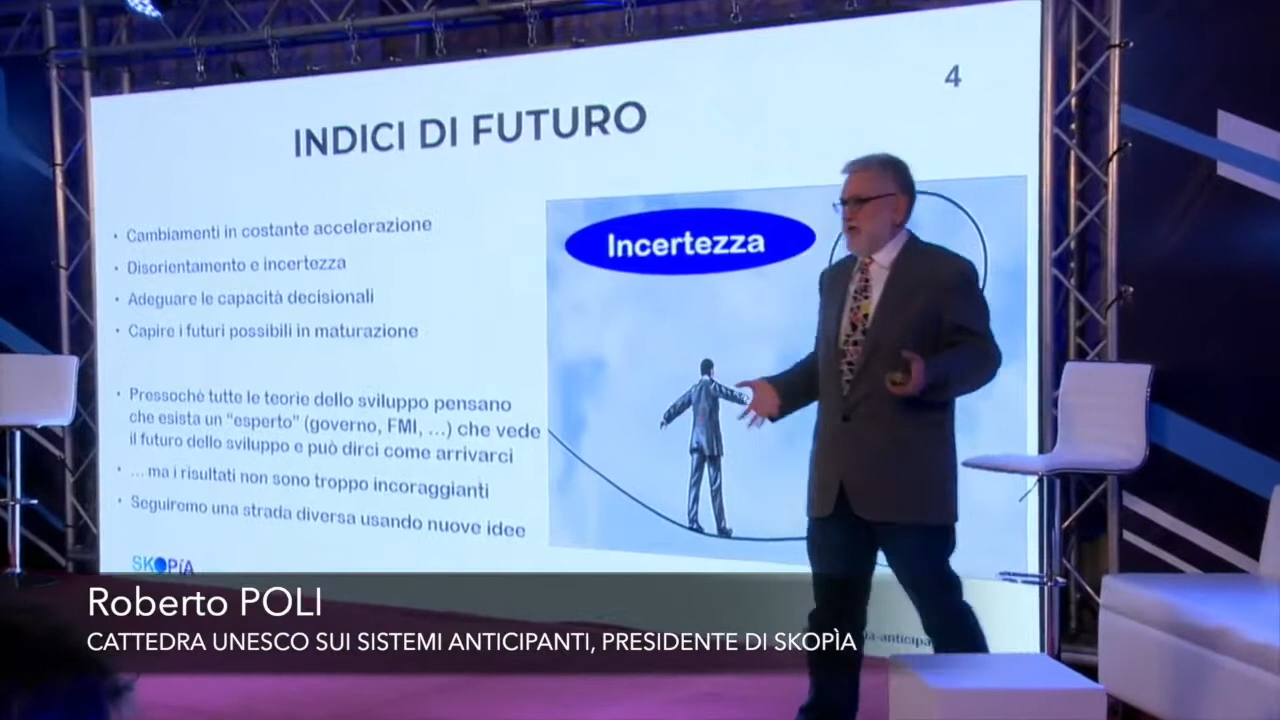 4
INDICI DI FUTURO
Incertezza
• Cambiamenti in costante accelerazione
• Disorientamento e incertezza
• Adeguare le capacità decisionali
• Capire i futuri possibili in maturazione
• Pressoché tutte le teorie dello sviluppo pensano
che esista un “esperto” (governo, FMI, …) che vede
il futuro dello sviluppo e può dirci come arrivarci
• … ma i risultati non sono troppo incoraggianti
• Seguiremo una strada diversa usando nuove idee
SKOPÍA
Roberto POLI
CATTEDRA UNESCO SUI SISTEMI ANTICIPANTI, PRESIDENTE DI SKOPÌA